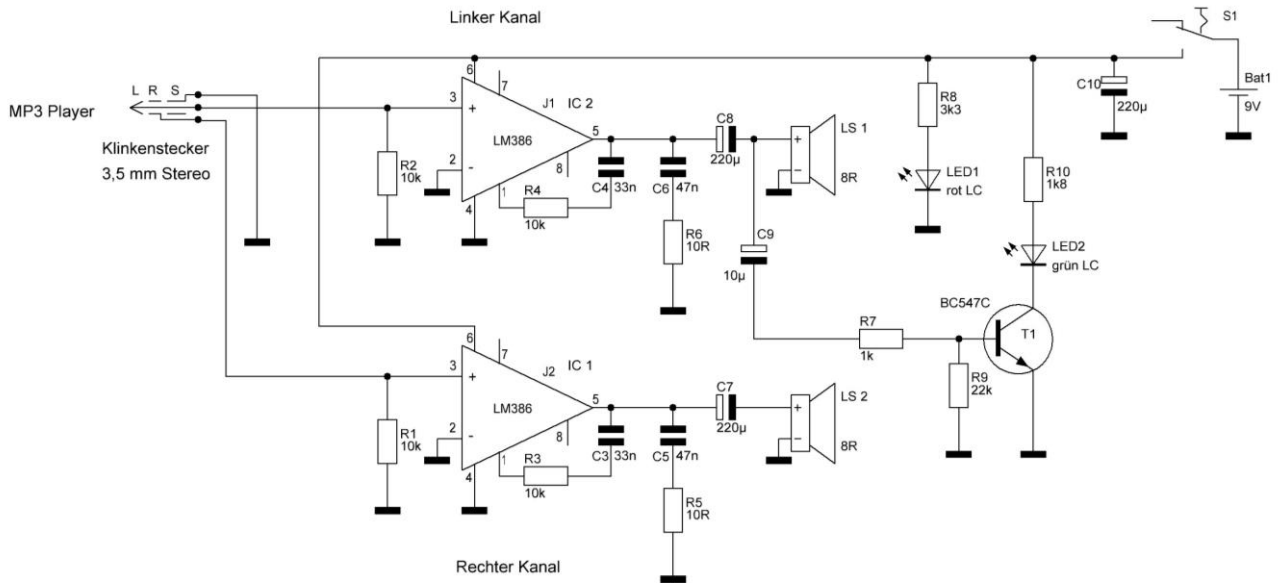 Linker Kanal
S1
Bat1
9V
C10
220µ
R8
3k3
LED1
rot LC
R10
1k8
LED2
grün LC
BC547C
T1
L R S
MP3 Player
Klinkenstecker
3,5 mm Stereo
R2
10k
3
+
6
7
J1 IC 2
LM386
5
2
-
8
4
1
R4
10k
C4 33n
C6 47n
R6
10R
C8
220µ
+
-
LS 1
8R
C9
10µ
R7
1k
R9
22k
6
7
J2 IC 1
3
+
LM386
5
2
-
8
4
1
R1
10k
R3
10k
C3 33n
C5 47n
R5
10R
C7
220µ
+
-
LS 2
8R
Rechter Kanal